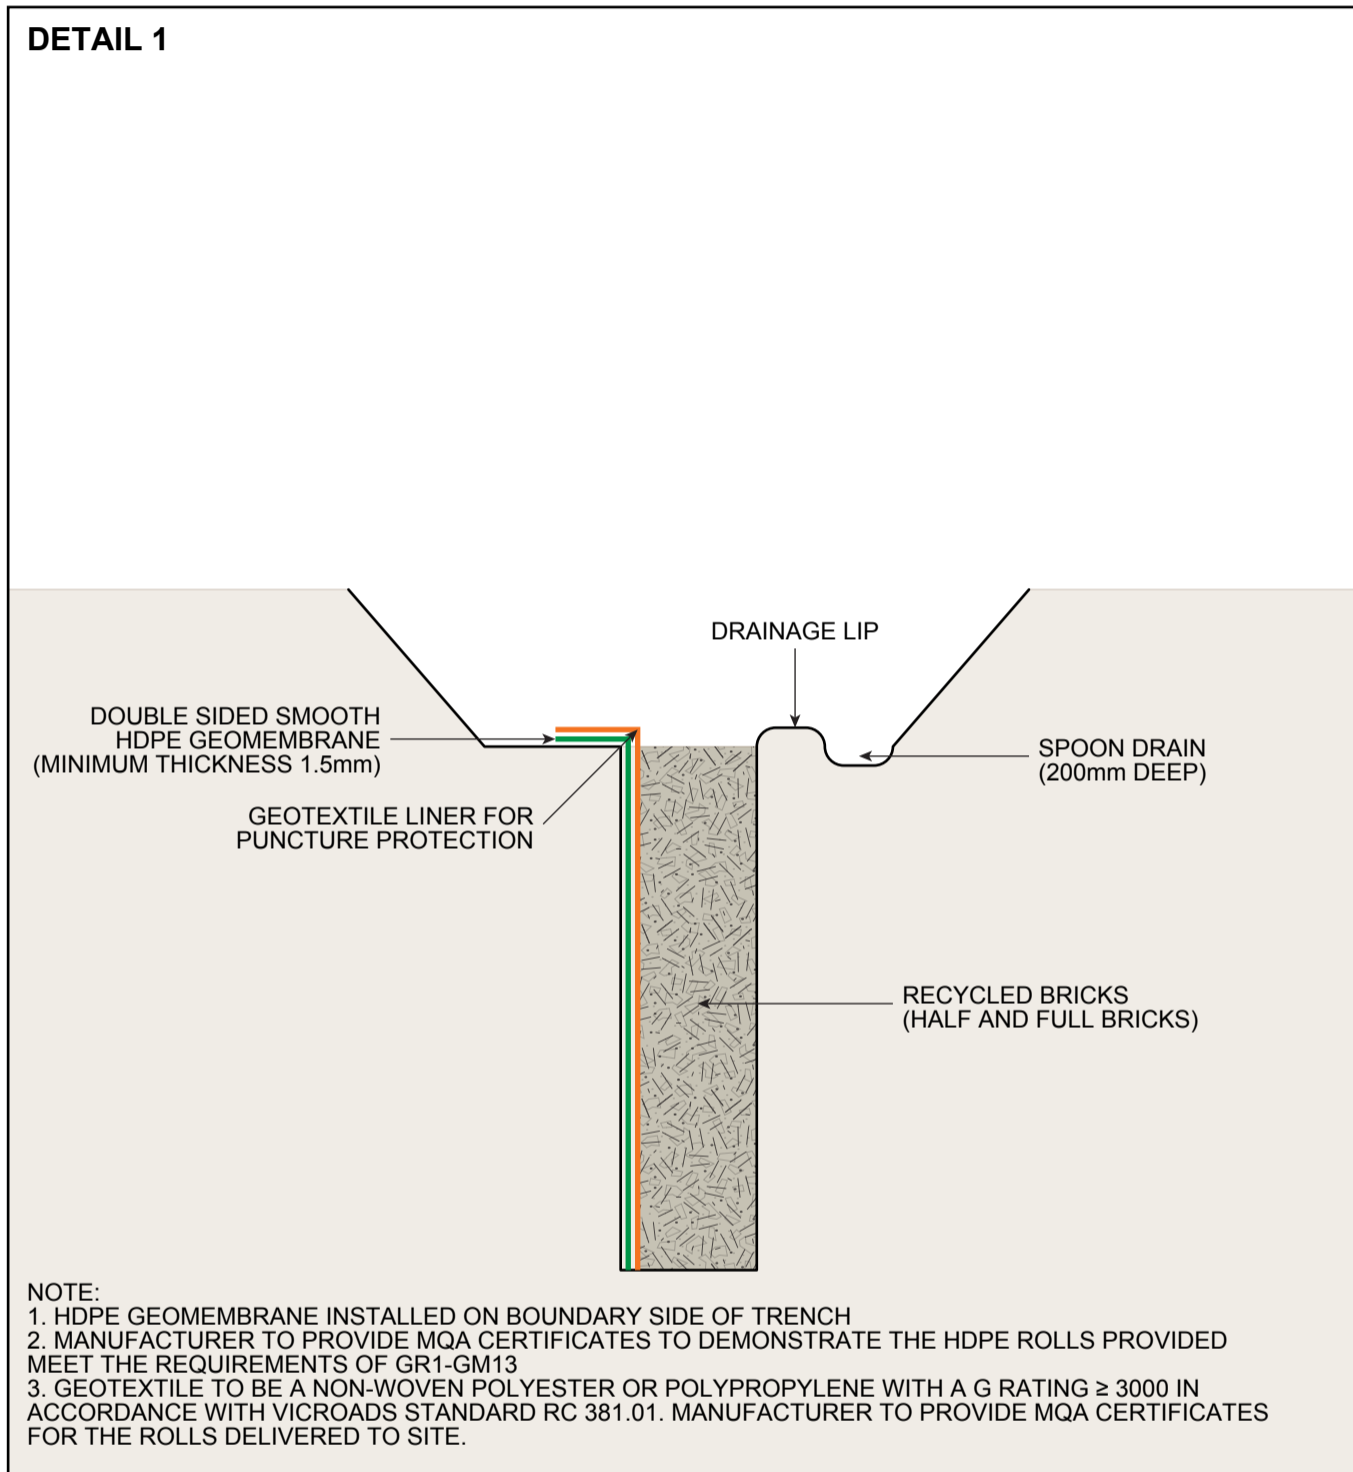 DETAIL 1
DRAINAGE LIP
DOUBLE SIDED SMOOTH
HDPE GEOMEMBRANE
(MINIMUM THICKNESS 1.5mm)
SPOON DRAIN
(200mm DEEP)
GEOTEXTILE LINER FOR
PUNCTURE PROTECTION
RECYCLED BRICKS
(HALF AND FULL BRICKS)
NOTE:
1. HDPE GEOMEMBRANE INSTALLED ON BOUNDARY SIDE OF TRENCH
2. MANUFACTURER TO PROVIDE MQA CERTIFICATES TO DEMONSTRATE THE HDPE ROLLS PROVIDED
MEET THE REQUIREMENTS OF GR1-GM13
3. GEOTEXTILE TO BE A NON-WOVEN POLYESTER OR POLYPROPYLENE WITH A G RATING ≥ 3000 IN
ACCORDANCE WITH VICROADS STANDARD RC 381.01. MANUFACTURER TO PROVIDE MQA CERTIFICATES
FOR THE ROLLS DELIVERED TO SITE.